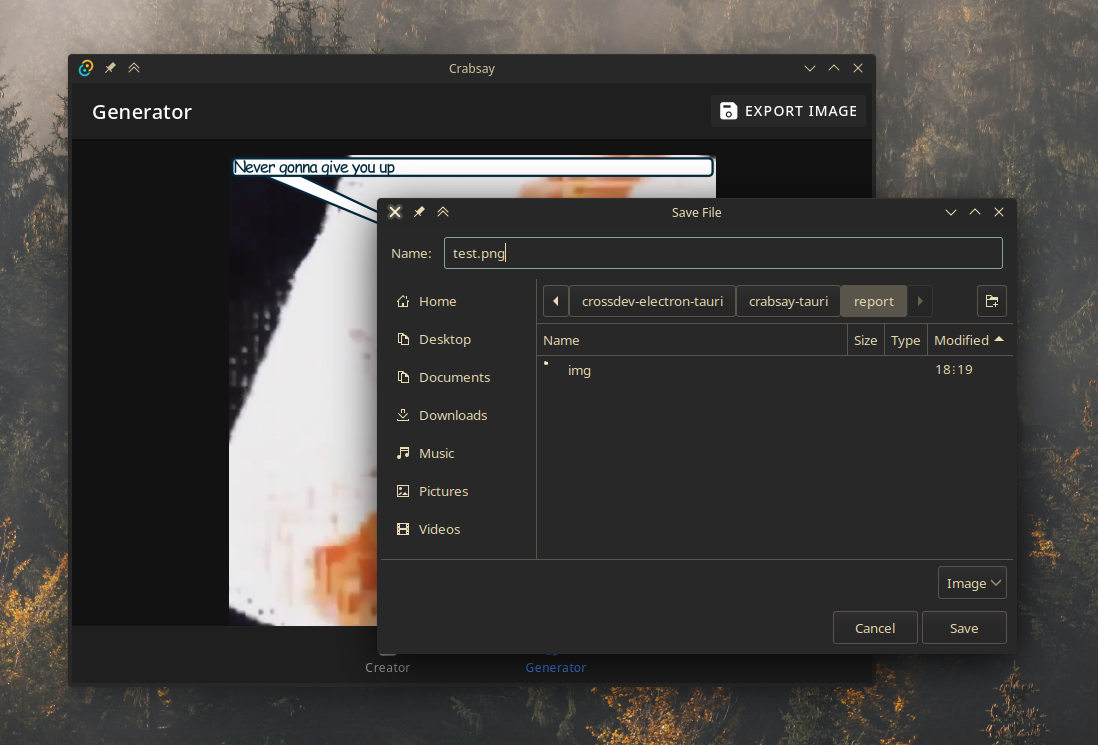 Crabsay
Generator
EXPORT IMAGE
Never gonna give you up
Save File
Name:
test.png
Home
Desktop
Documents
Downloads
Music
Pictures
Videos
crossdev-electron-tauri
crabsay-tauri
report
Name
Size
Type
Modified
img
18:19
Image
Cancel
Save
Creator
Generator